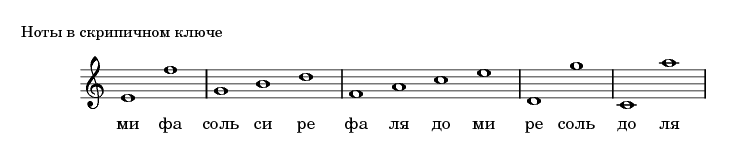 Ноты в скрипичном ключе
ми фа соль си ре фа ля до ми ре соль до ля